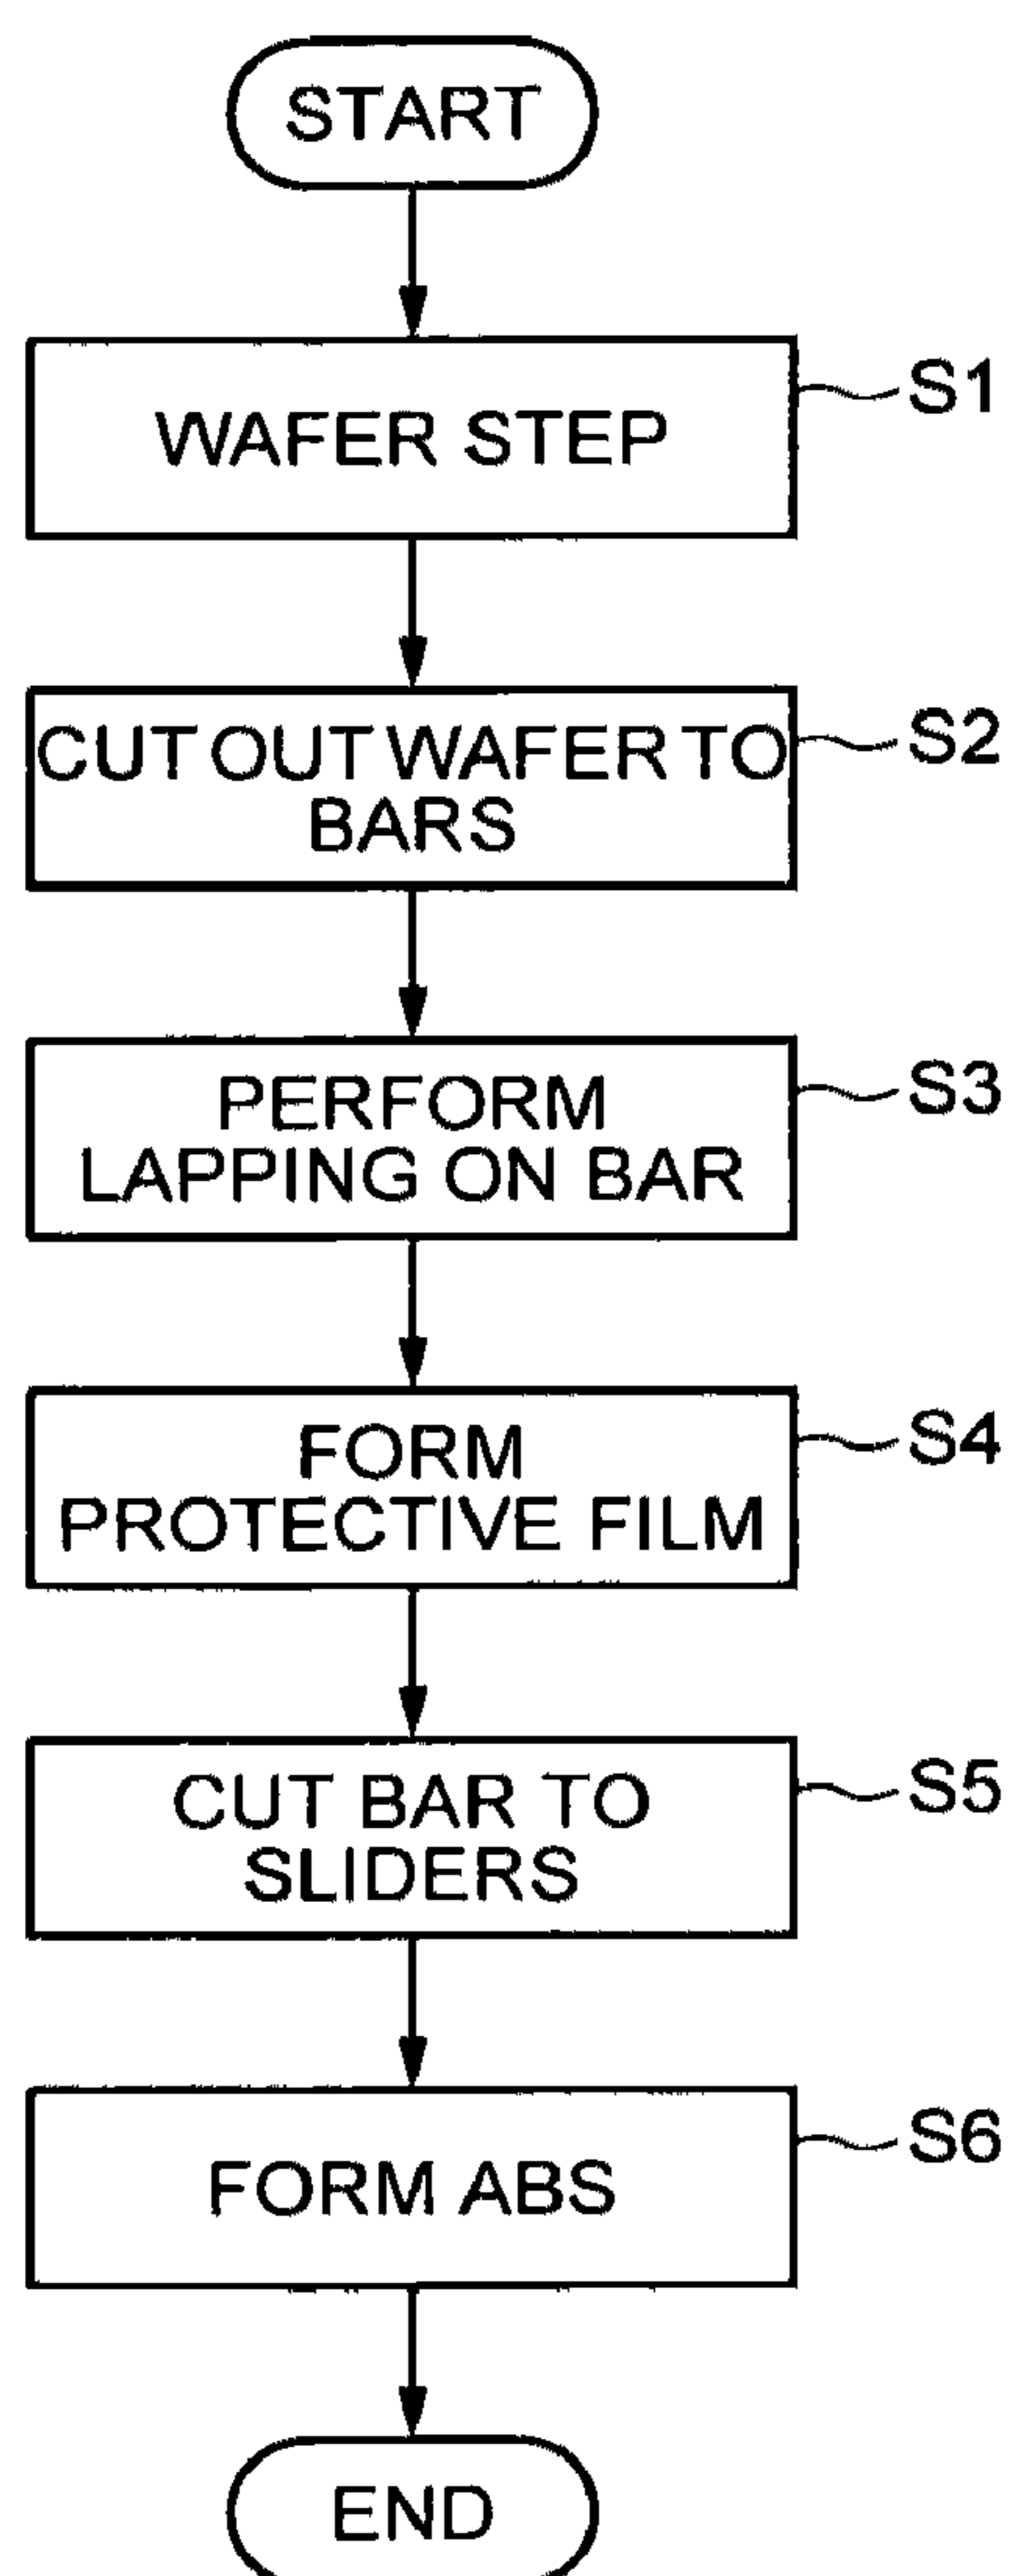 START
WAFER STEP
S1
CUT OUT WAFER TO
BARS
S2
PERFORM
LAPPING ON BAR
S3
FORM
PROTECTIVE FILM
S4
CUT BAR TO
SLIDERS
S5
FORM ABS
S6
END